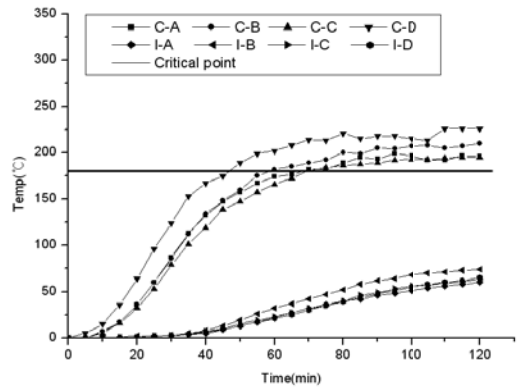 C-A C-B C-C C-D
I-A I-B I-C I-D
Critical point
350
300
250
200
150
100
50
0
Temp(℃)
0 20 40 60 80 100 120
Time(min)